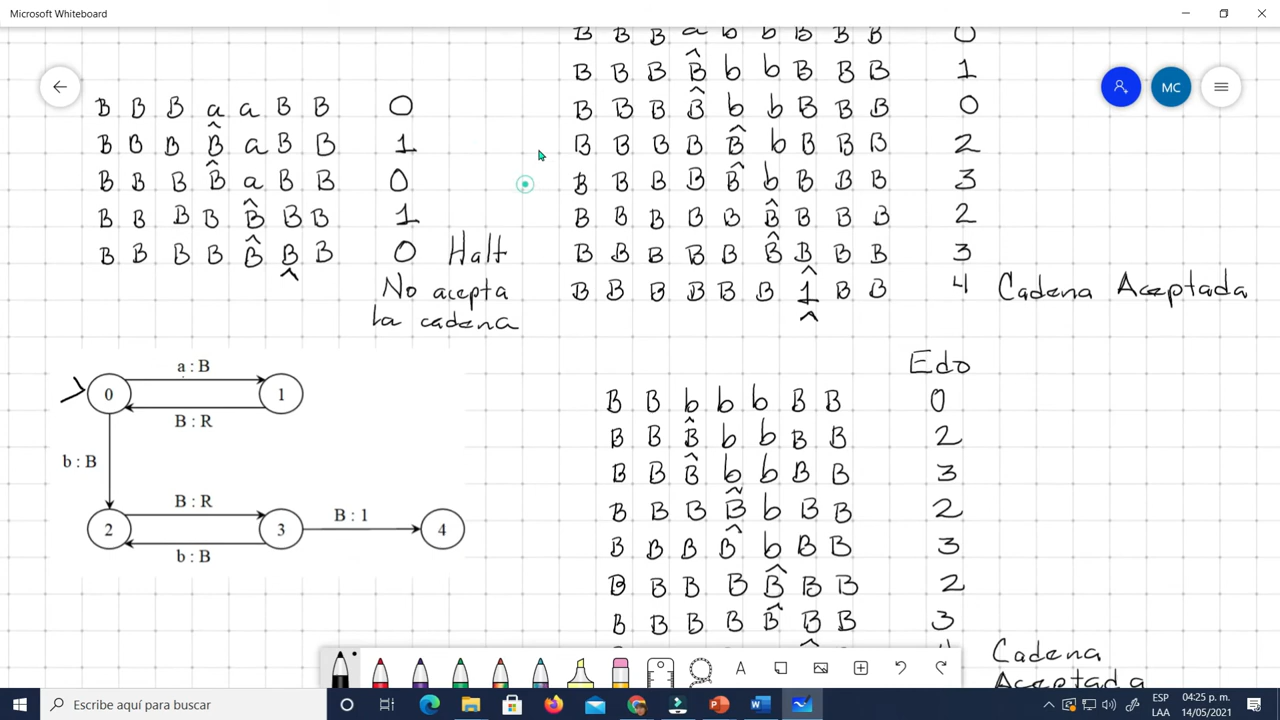 Microsoft Whiteboard
B B B a b b B B B 0
B B B B b b B B B 1
B B B B b b B B B 0
B B B B B b B B B 2
B B B B B b B B B 3
B B B B B B B B B 2
B B B B B B B B B 3
B B B B B B 1 B B 4 Cadena Aceptada
MC
B B B a a B B 0
B B B B a B B 1
B B B B a B B 0
B B B B B B B 1
B B B B B B B 0 Halt
No acepta
la cadena
> 0 a : B 1
B : R
b : B
2 B : R 3 B : 1 4
b : B
Edo
B B b b b B B 0
B B B b b B B 2
B B B b b B B 3
B B B B b B B 2
B B B B b B B 3
B B B B B B B 2
B B B B B B B 3
Cadena
Aceptada
A
Escribe aquí para buscar
ESP
LAA
04:25 p. m.
14/05/2021